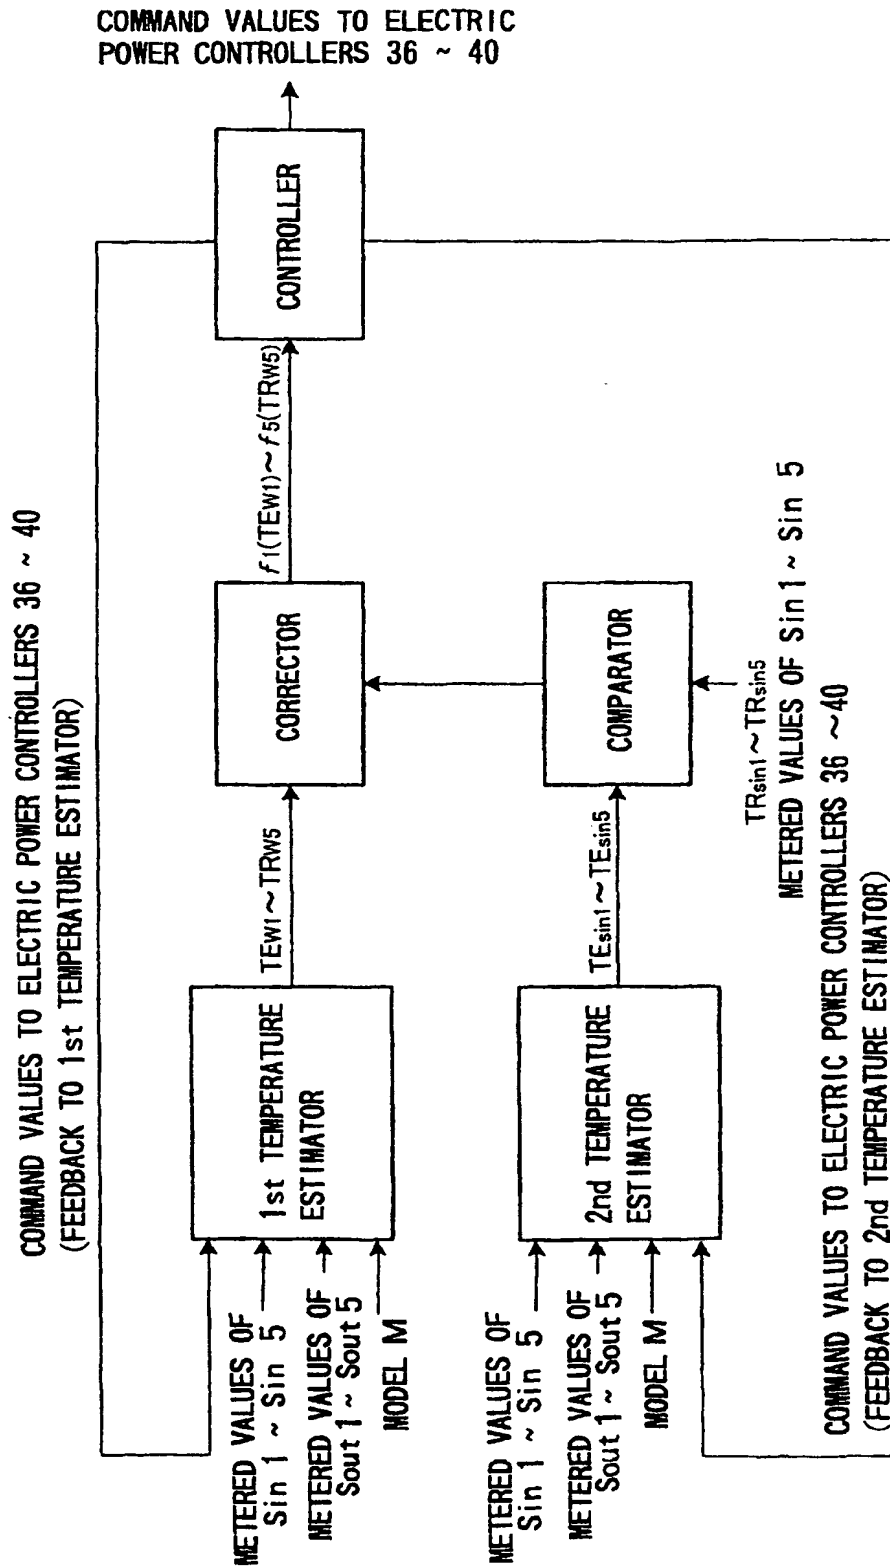 COMMAND VALUES TO ELECTRIC POWER CONTROLLERS 36 ~ 40
(FEEDBACK TO 1st TEMPERATURE ESTIMATOR)
METERED VALUES OF
Sin 1 ~ Sin 5
METERED VALUES OF
Sout 1 ~ Sout 5
MODEL M
1st TEMPERATURE
ESTIMATOR
TEW1~TRW5
CORRECTOR
f1(TEW1)~f5(TRW5)
CONTROLLER
COMMAND VALUES TO ELECTRIC
POWER CONTROLLERS 36 ~ 40
METERED VALUES OF
Sin 1 ~ Sin 5
METERED VALUES OF
Sout 1 ~ Sout 5
MODEL M
2nd TEMPERATURE
ESTIMATOR
TEsin1~TEsin5
COMPARATOR
TRsin1~TRsin5
METERED VALUES OF Sin 1 ~ Sin 5
COMMAND VALUES TO ELECTRIC POWER CONTROLLERS 36 ~40
(FEEDBACK TO 2nd TEMPERATURE ESTIMATOR)